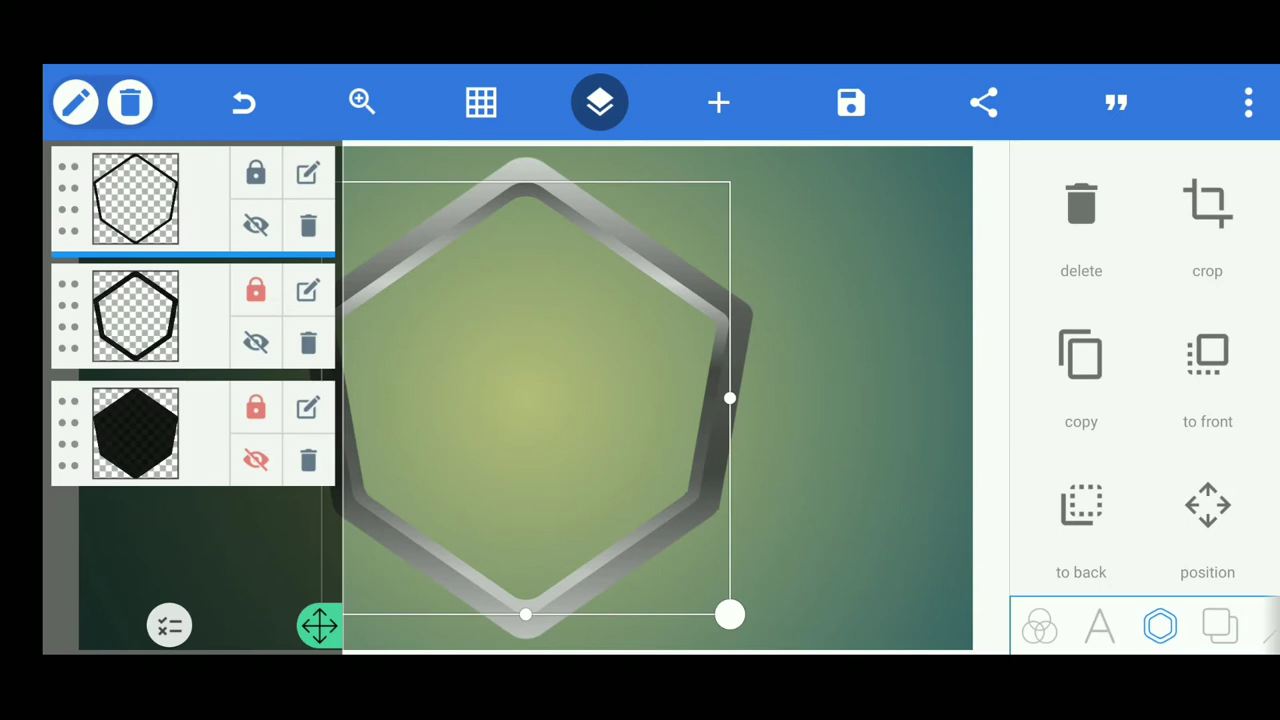 delete
crop
copy
to front
to back
position